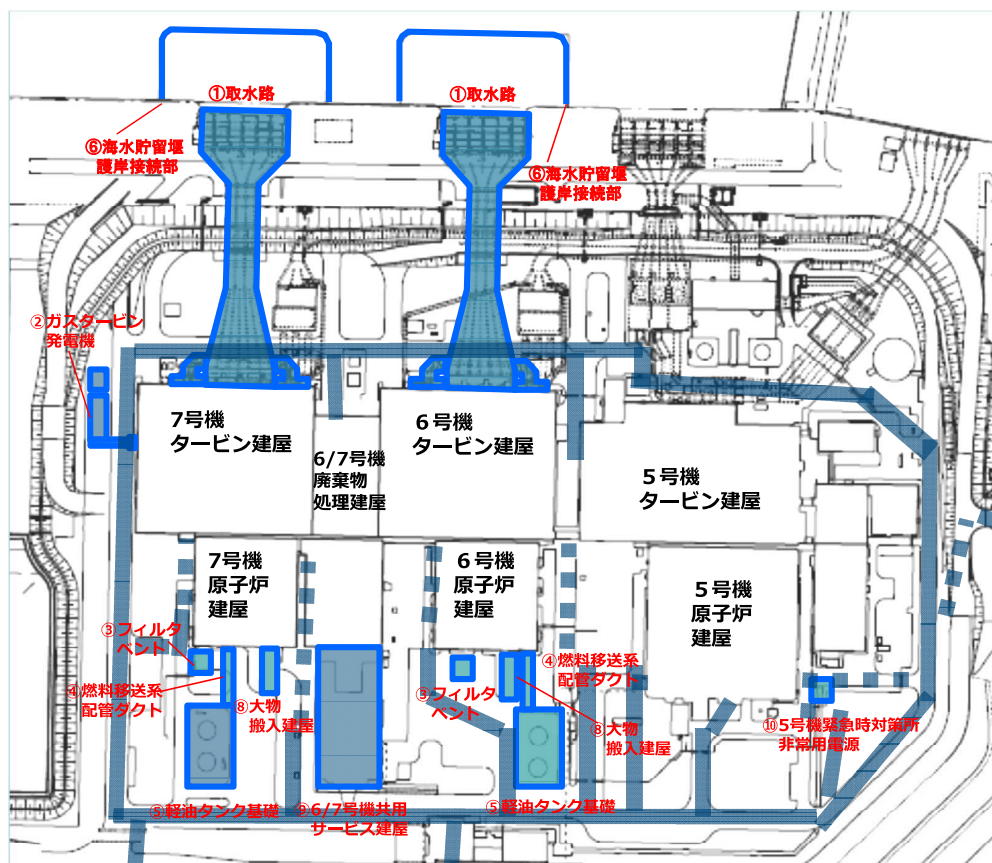 ①取水路
①取水路
⑥海水貯留堰
護岸接続部
⑥海水貯留堰
護岸接続部
②ガスタービン
発電機
7号機
タービン建屋
6号機
タービン建屋
6/7号機
廃棄物
処理建屋
5号機
タービン建屋
7号機
原子炉
建屋
6号機
原子炉
建屋
5号機
原子炉
建屋
③フィルタ
ベント
④燃料移送系
配管ダクト
⑧大物
搬入建屋
③フィルタ
ベント
④燃料移送系
配管ダクト
⑧大物
搬入建屋
⑩5号機緊急時対策所
非常用電源
⑤軽油タンク基礎
⑨6/7号機共用
サービス建屋
⑤軽油タンク基礎